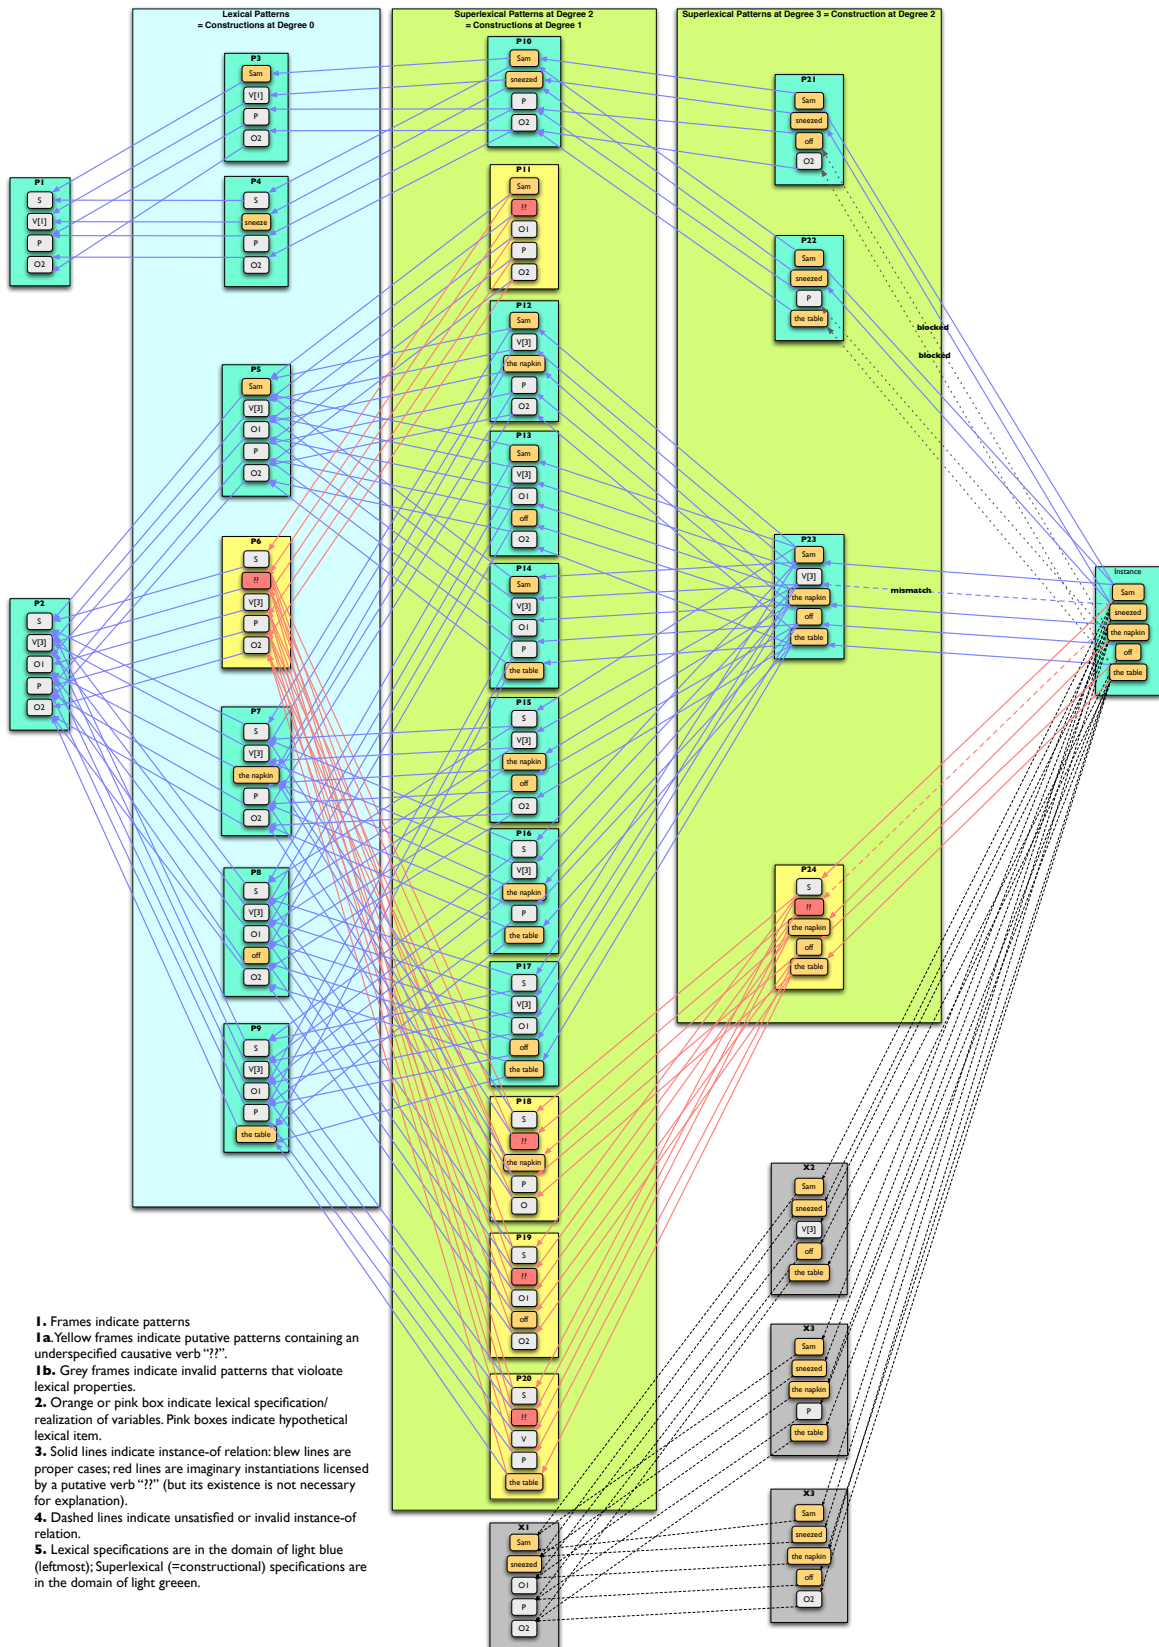 Lexical Patterns
= Constructions at Degree 0
Superlexical Patterns at Degree 2
= Constructions at Degree 1
Superlexical Patterns at Degree 3 = Construction at Degree 2
P1
S
V[1]
P
O2
P2
S
V[3]
O1
P
O2
P3
Sam
V[1]
P
O2
P4
S
sneeze
P
O2
P5
Sam
V[3]
O1
P
O2
P6
S
??
V[3]
P
O2
P7
S
V[3]
the napkin
P
O2
P8
S
V[3]
O1
off
O2
P9
S
V[3]
O1
P
the table
P10
Sam
sneezed
P
O2
P11
Sam
??
O1
P
O2
P12
Sam
V[3]
the napkin
P
O2
P13
Sam
V[3]
O1
off
O2
P14
Sam
V[3]
O1
P
the table
P15
S
V[3]
the napkin
off
O2
P16
S
V[3]
the napkin
P
the table
P17
S
V[3]
O1
off
the table
P18
S
??
the napkin
P
O
P19
S
??
O1
off
O2
P20
S
??
V
P
the table
X1
Sam
sneezed
O1
P
O2
P21
Sam
sneezed
off
O2
P22
Sam
sneezed
P
the table
blocked
blocked
P23
Sam
V[3]
the napkin
off
the table
mismatch
P24
S
??
the napkin
off
the table
X2
Sam
sneezed
V[3]
off
the table
X3
Sam
sneezed
the napkin
P
the table
X3
Sam
sneezed
the napkin
off
O2
Instance
Sam
sneezed
the napkin
off
the table
1. Frames indicate patterns
1a.Yellow frames indicate putative patterns containing an
underspecified causative verb “??”.
1b. Grey frames indicate invalid patterns that violoate
lexical properties.
2. Orange or pink box indicate lexical specification/
realization of variables. Pink boxes indicate hypothetical
lexical item.
3. Solid lines indicate instance-of relation: blew lines are
proper cases; red lines are imaginary instantiations licensed
by a putative verb “??” (but its existence is not necessary
for explanation).
4. Dashed lines indicate unsatisfied or invalid instance-of
relation.
5. Lexical specifications are in the domain of light blue
(leftmost); Superlexical (=constructional) specifications are
in the domain of light greeen.